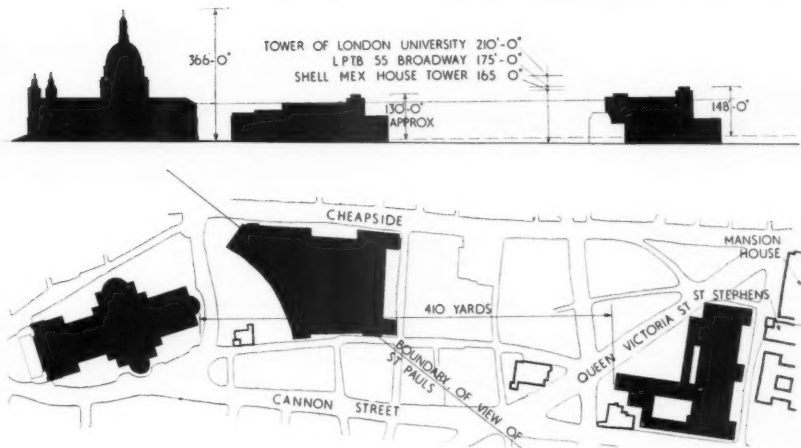 366'-0"
TOWER OF LONDON UNIVERSITY 210'-0"
LPTB 55 BROADWAY 175'-0"
SHELL MEX HOUSE TOWER 165 0"
130'-0"
APPROX
148'-0"
CHEAPSIDE
MANSION
HOUSE
410 YARDS
ST STEPHENS
QUEEN VICTORIA ST
BOUNDARY OF VIEW OF
ST PAULS
CANNON STREET